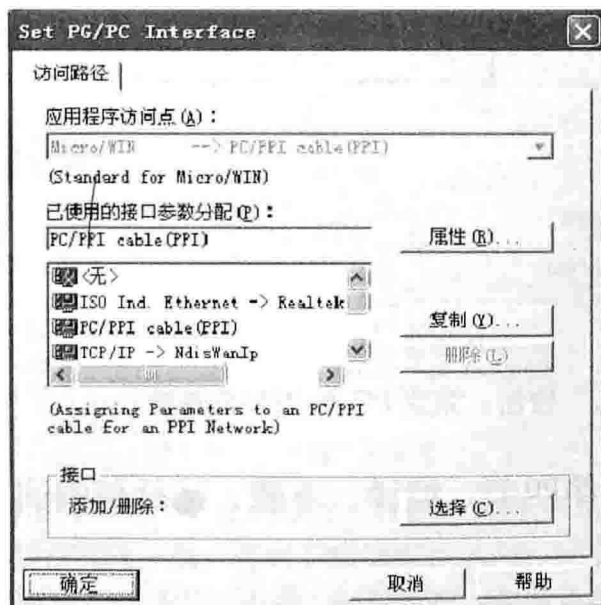 Set PG/PC Interface
访问路径
应用程序访问点(A):
Micro/WIN --> PC/PPI cable(PPI)
(Standard for Micro/WIN)
已使用的接口参数分配(P):
PC/PPI cable(PPI)
属性(R)...
<无>
ISO Ind. Ethernet -> Realtek
PC/PPI cable(PPI)
复制(Y)...
TCP/IP -> NdisWanIp
删除(L)
(Assigning Parameters to an PC/PPI
cable for an PPI Network)
接口
添加/删除:
选择(C)...
确定
取消
帮助